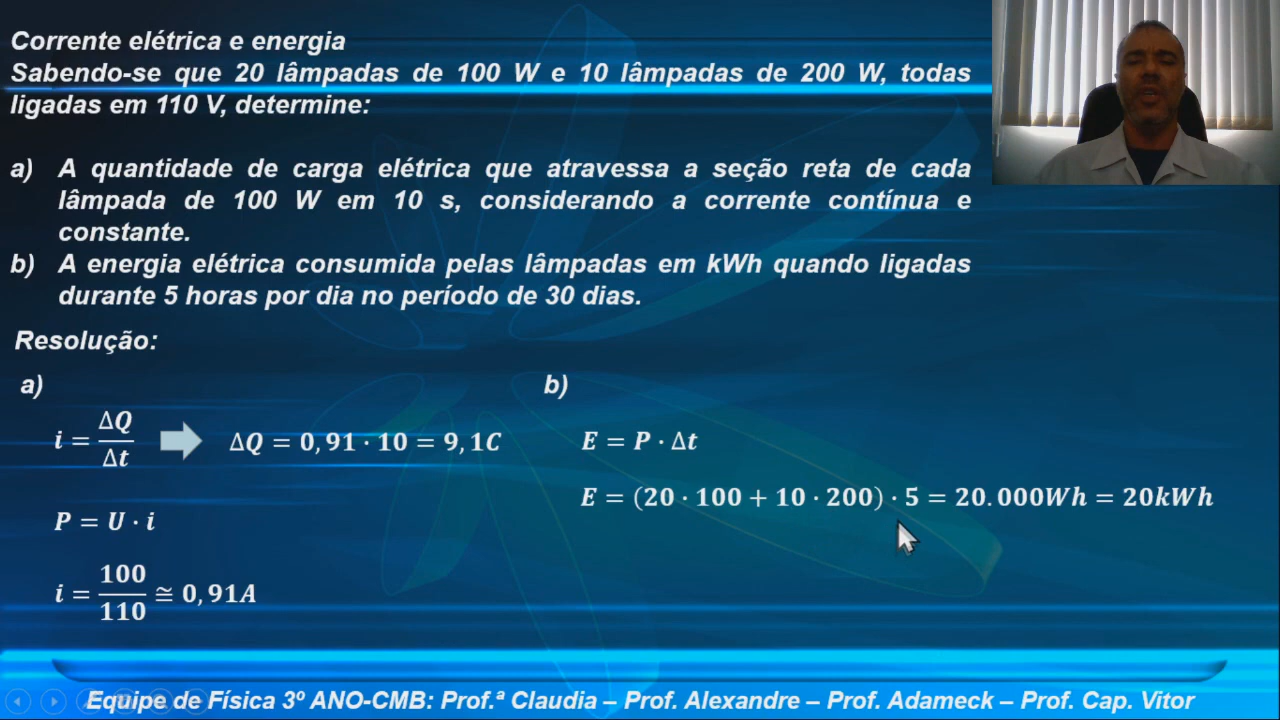 Corrente elétrica e energia
Sabendo-se que 20 lâmpadas de 100 W e 10 lâmpadas de 200 W, todas
ligadas em 110 V, determine:
a) A quantidade de carga elétrica que atravessa a seção reta de cada
lâmpada de 100 W em 10 s, considerando a corrente contínua e
constante.
b) A energia elétrica consumida pelas lâmpadas em kWh quando ligadas
durante 5 horas por dia no período de 30 dias.
Resolução:
a)
i = ΔQ/Δt ΔQ = 0,91 · 10 = 9,1C
P = U · i
i = 100/110 ≅ 0,91A
b)
E = P · Δt
E = (20 · 100 + 10 · 200) · 5 = 20.000Wh = 20kWh
Equipe de Física 3º ANO-CMB: Prof.ª Claudia – Prof. Alexandre – Prof. Adameck – Prof. Cap. Vitor